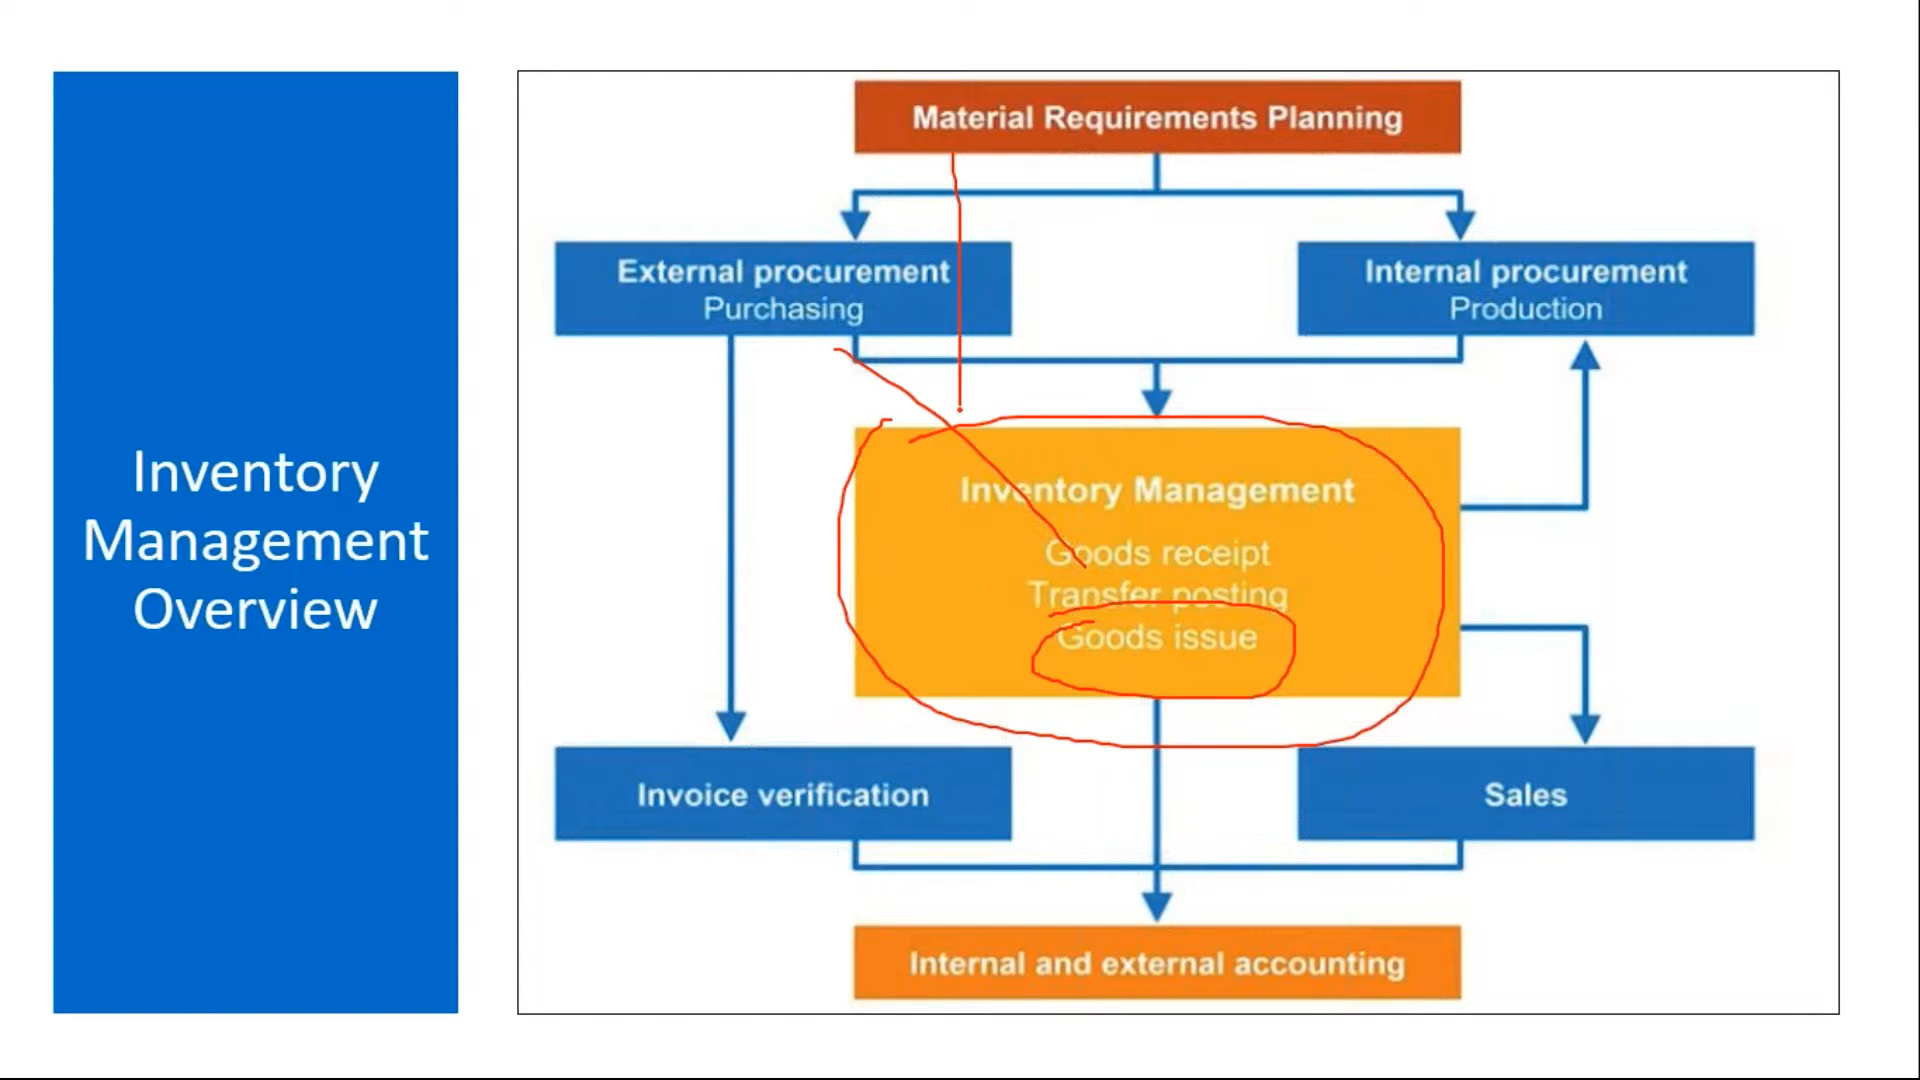 Inventory
Management
Overview
Material Requirements Planning
External procurement
Purchasing
Internal procurement
Production
Inventory Management
Goods receipt
Transfer posting
Goods issue
Invoice verification
Sales
Internal and external accounting